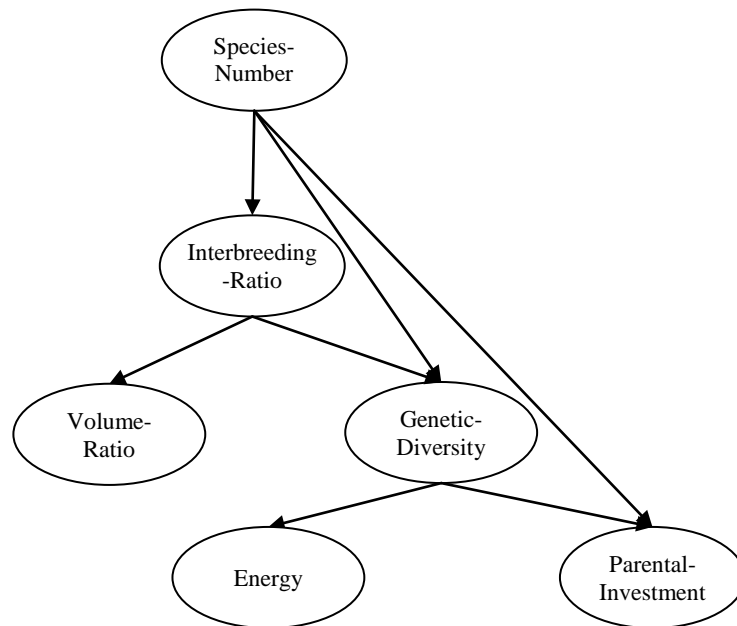 Species-
Number
Interbreeding
-Ratio
Volume-
Ratio
Genetic-
Diversity
Energy
Parental-
Investment